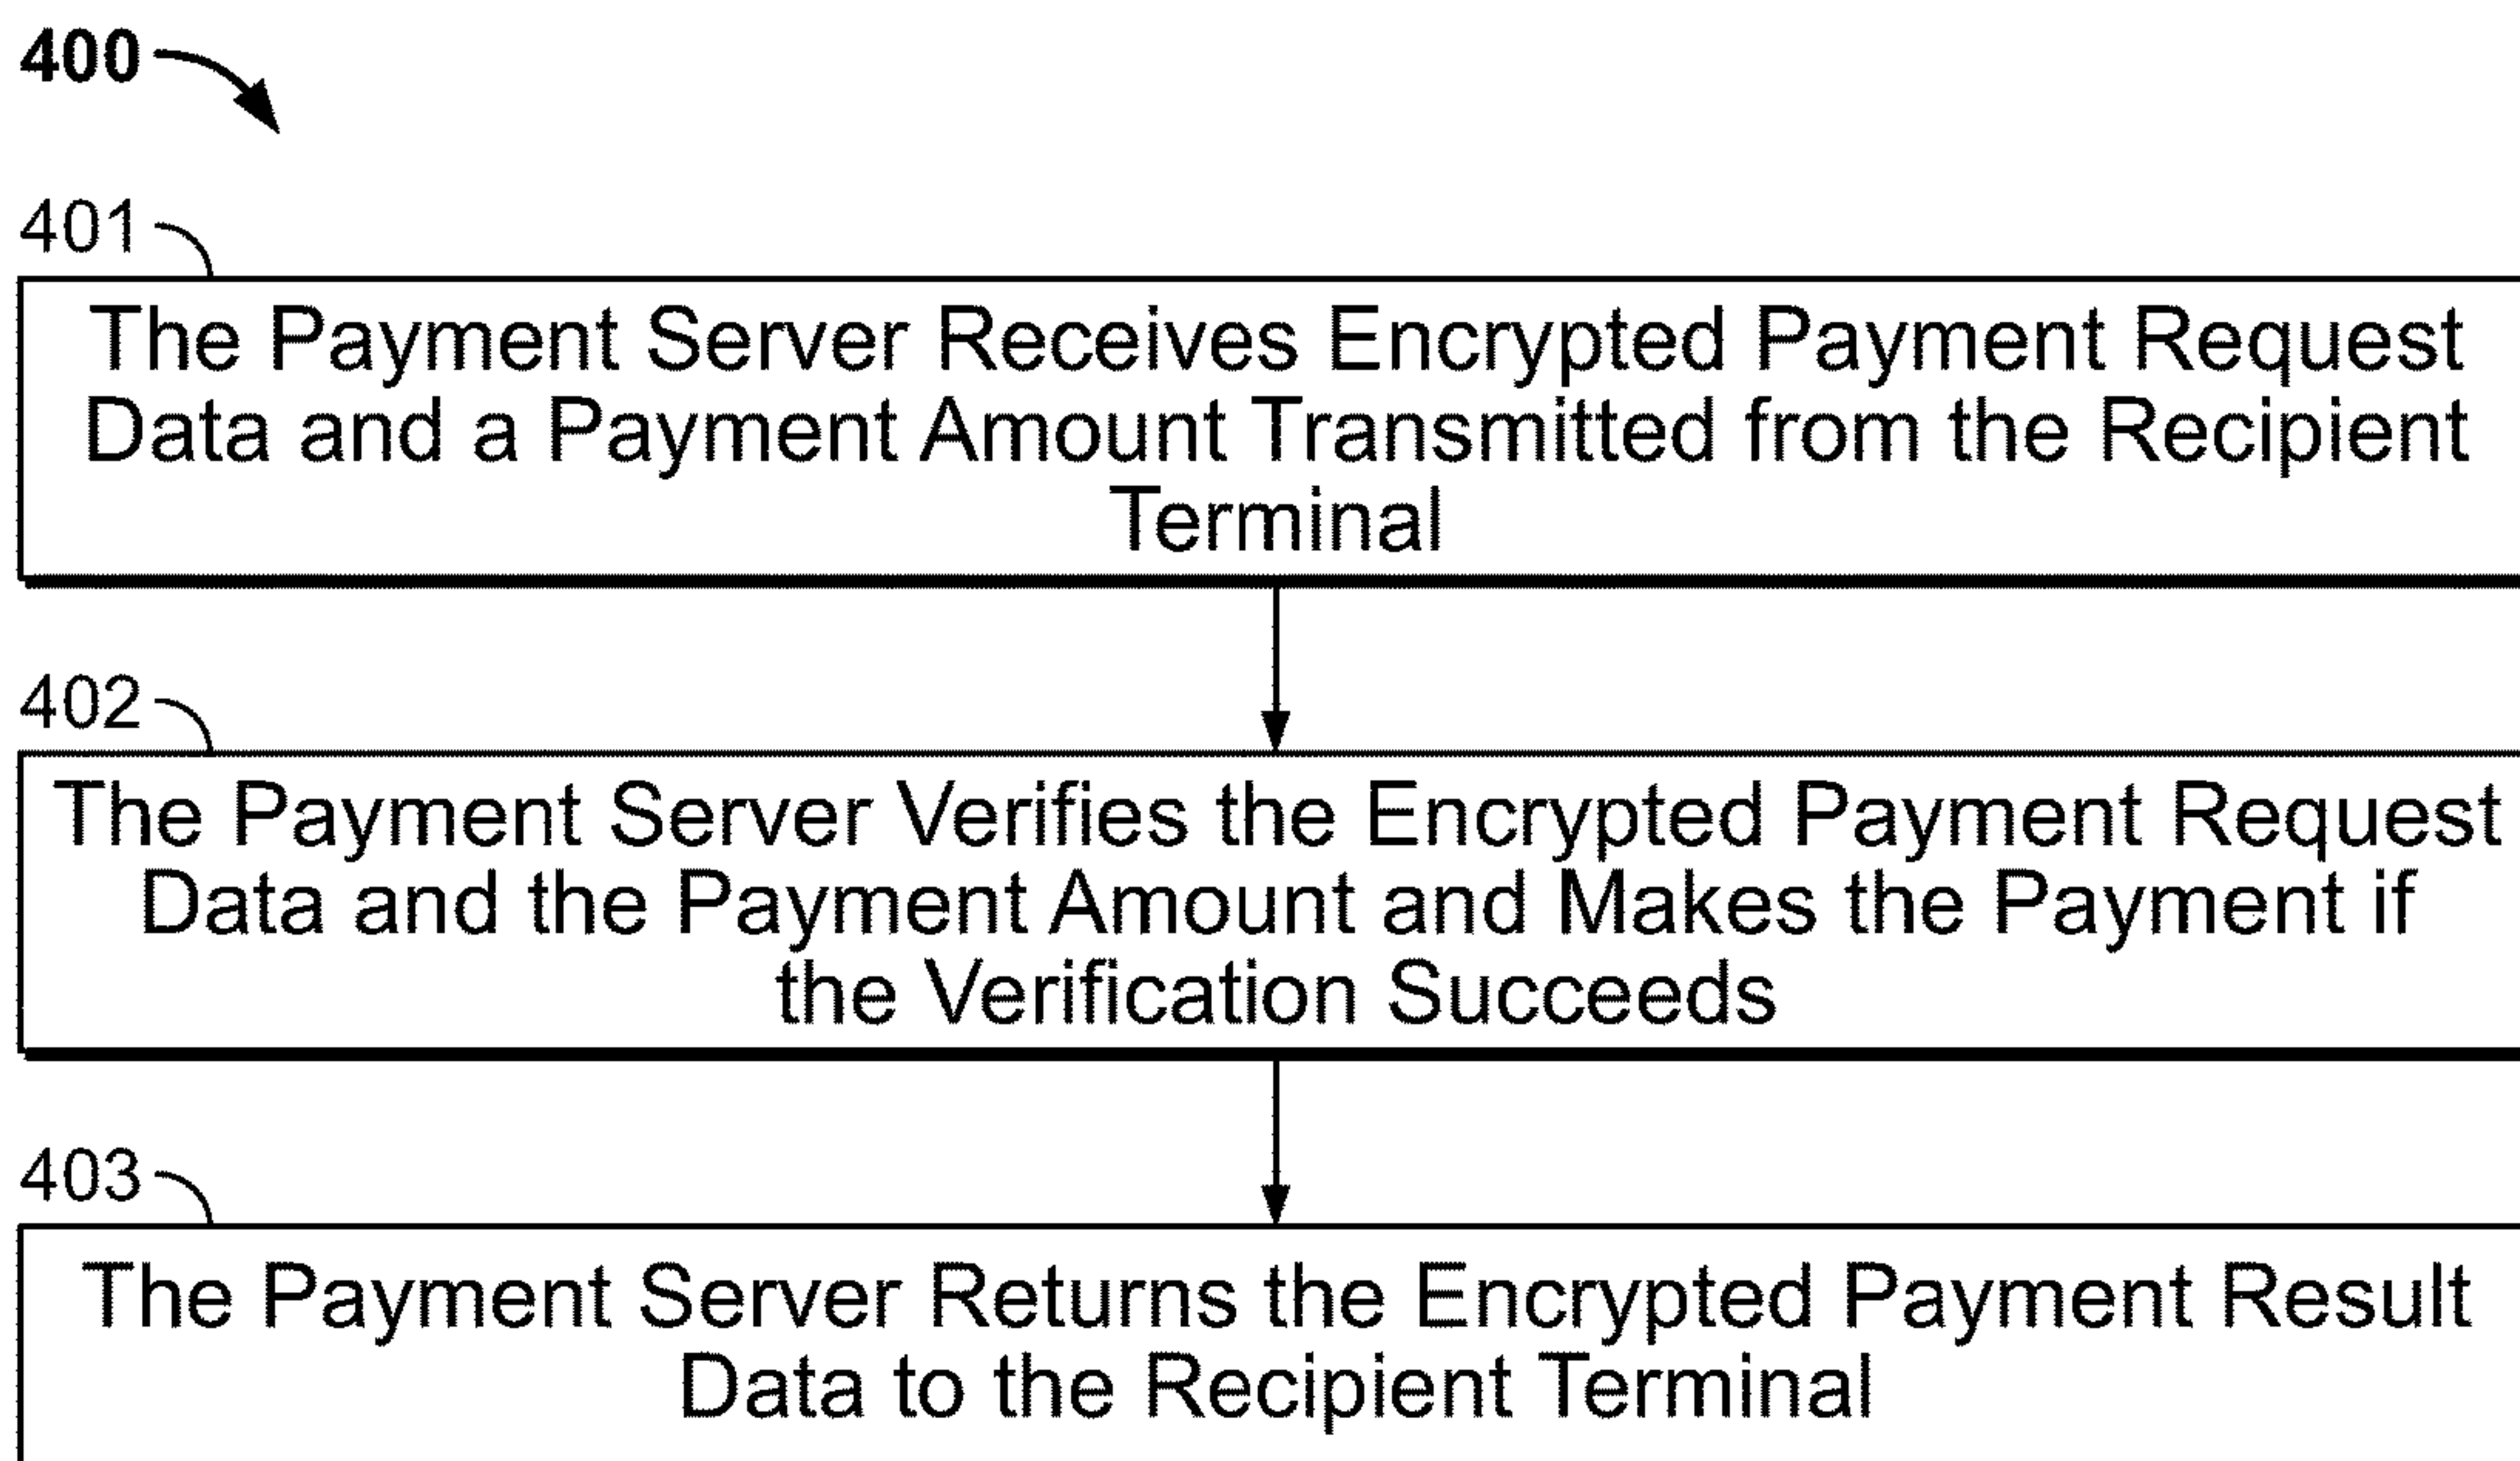 400
401
The Payment Server Receives Encrypted Payment Request
Data and a Payment Amount Transmitted from the Recipient
Terminal
402
The Payment Server Verifies the Encrypted Payment Request
Data and the Payment Amount and Makes the Payment if
the Verification Succeeds
403
The Payment Server Returns the Encrypted Payment Result
Data to the Recipient Terminal